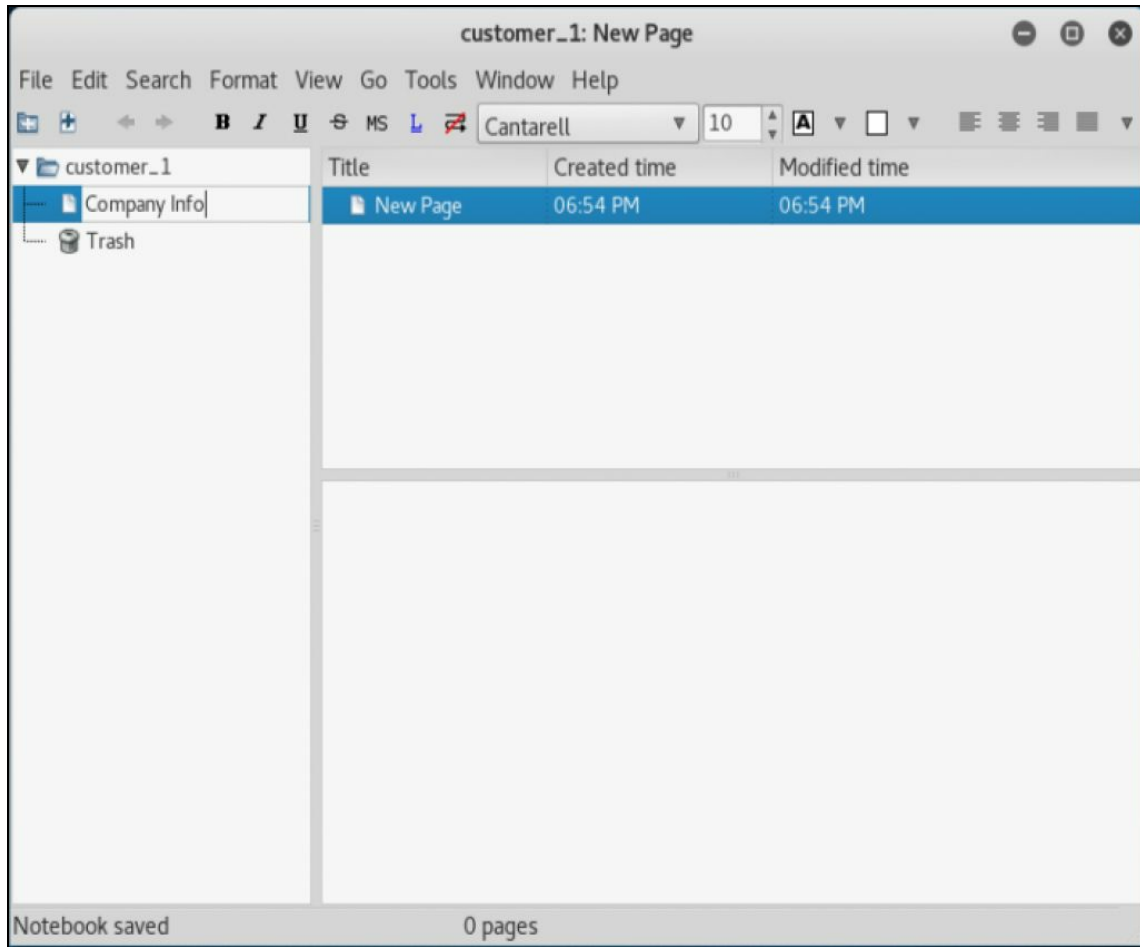 customer_1: New Page
File Edit Search Format View Go Tools Window Help
B I U S MS L Cantarell 10 A
customer_1
Title Created time Modified time
Company Info
New Page 06:54 PM 06:54 PM
Trash
Notebook saved 0 pages